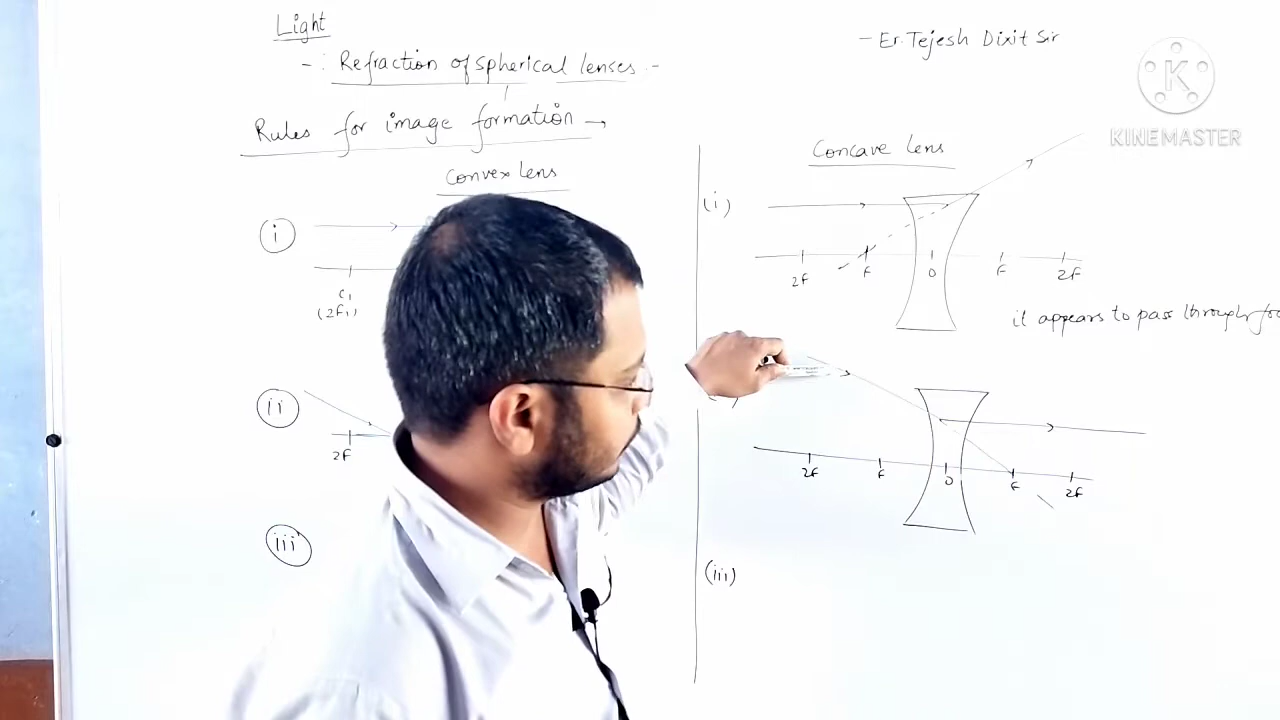 Light
- Er. Tejesh Dixit Sir
-: Refraction of spherical lenses -
Rules for image formation →
KINEMASTER
Convex Lens
Concave Lens
i
C1
(2F1)
(i)
2F F O F 2F
it appears to pass through
ii
2F
2F F O F 2F
iii
(iii)